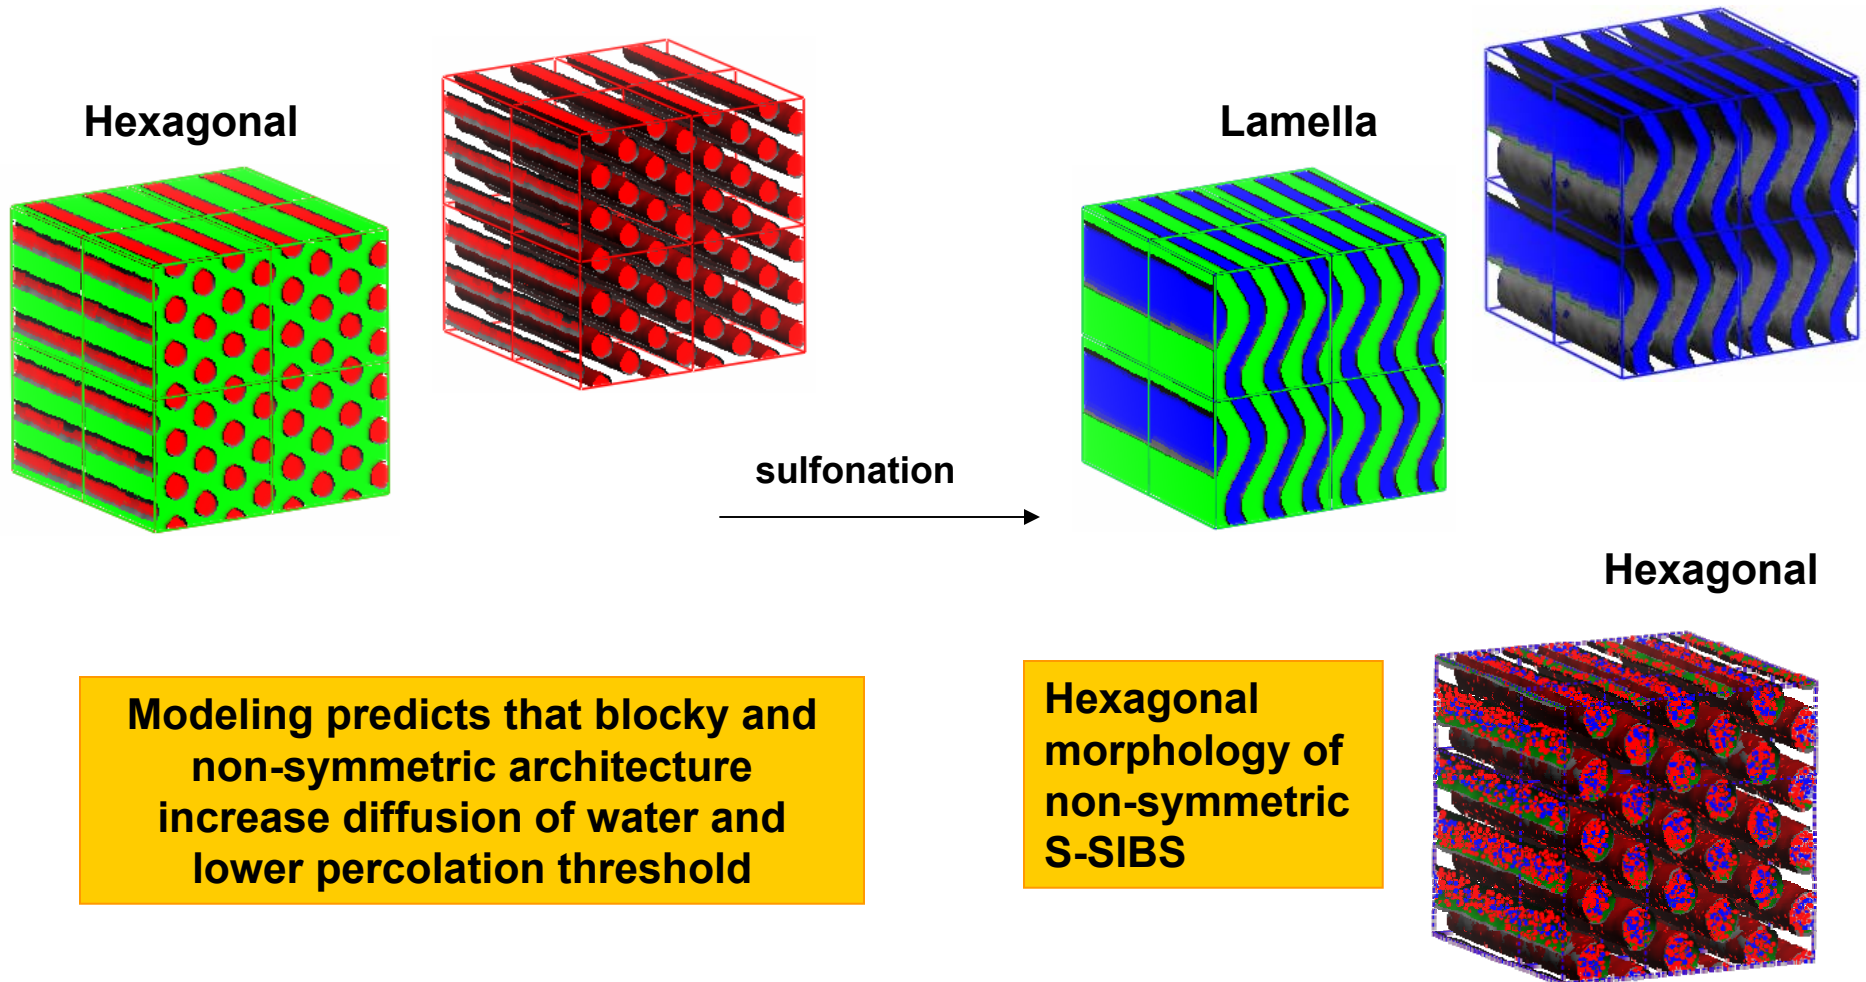 Hexagonal
Lamella
sulfonation
Hexagonal
Modeling predicts that blocky and
non-symmetric architecture
increase diffusion of water and
lower percolation threshold
Hexagonal
morphology of
non-symmetric
S-SIBS